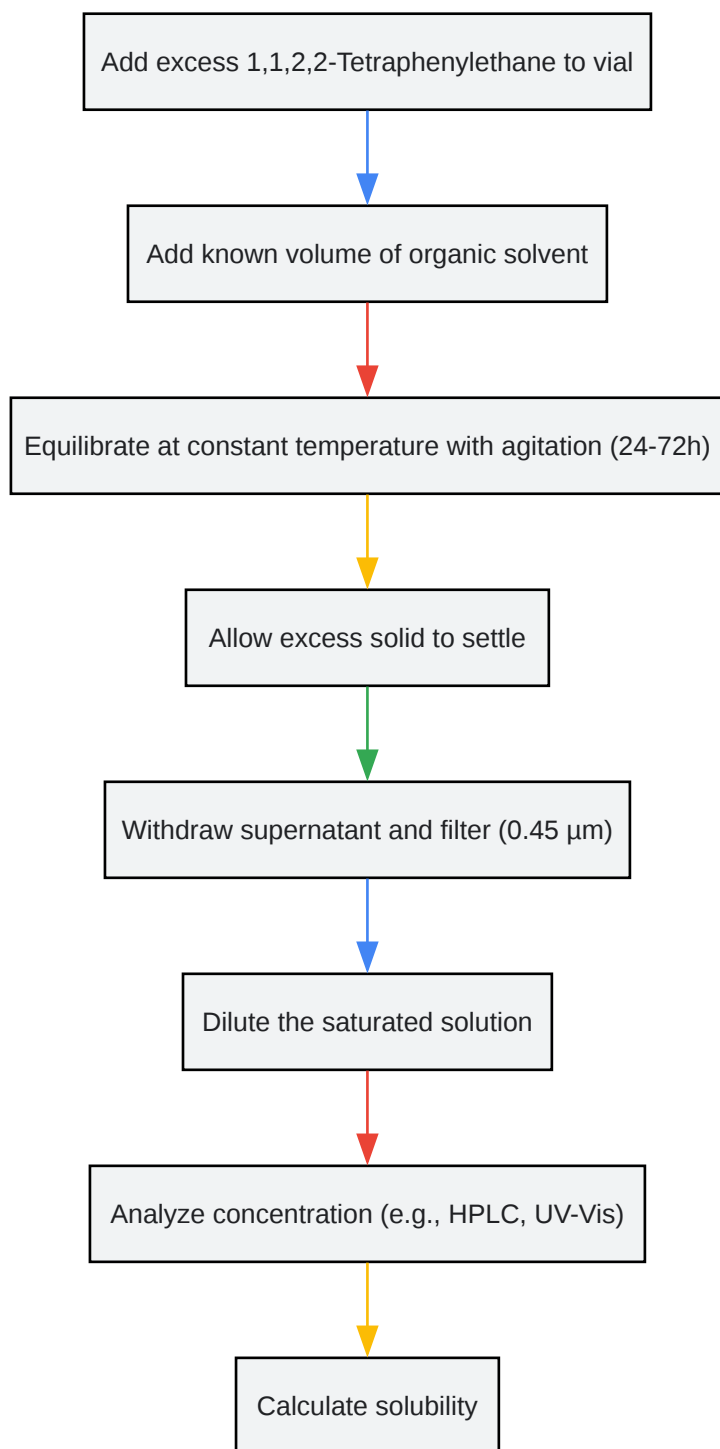 Add excess 1,1,2,2-Tetraphenylethane to vial
Add known volume of organic solvent
Equilibrate at constant temperature with agitation (24-72h)
Allow excess solid to settle
Withdraw supernatant and filter (0.45 µm)
Dilute the saturated solution
Analyze concentration (e.g., HPLC, UV-Vis)
Calculate solubility